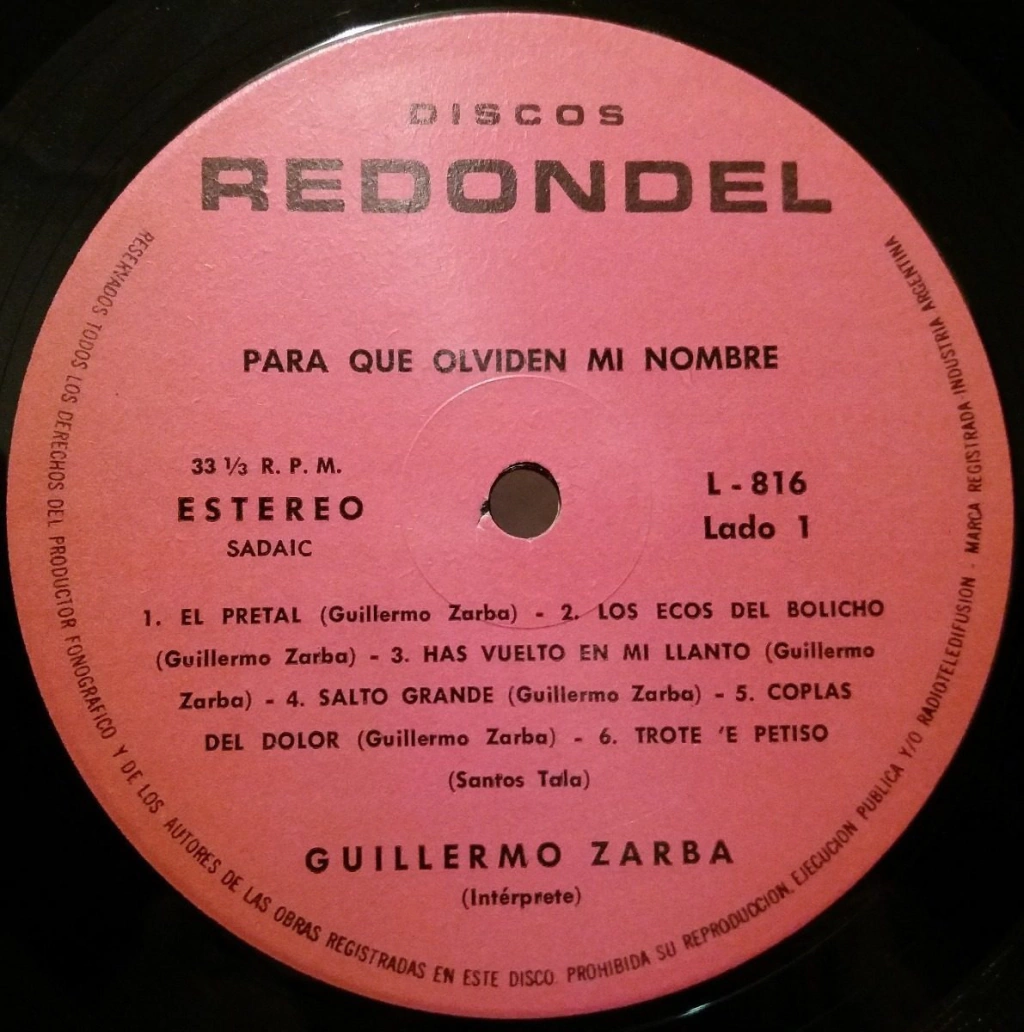 DISCOS
REDONDEL
PARA QUE OLVIDEN MI NOMBRE
33 1/3 R. P. M.
ESTEREO
SADAIC
L - 816
Lado 1
1. EL PRETAL (Guillermo Zarba) - 2. LOS ECOS DEL BOLICHO
(Guillermo Zarba) - 3. HAS VUELTO EN MI LLANTO (Guillermo
Zarba) - 4. SALTO GRANDE (Guillermo Zarba) - 5. COPLAS
DEL DOLOR (Guillermo Zarba) - 6. TROTE 'E PETISO
(Santos Tala)
GUILLERMO ZARBA
(Intérprete)
RESERVADOS TODOS LOS DERECHOS DEL PRODUCTOR FONOGRAFICO Y DE LOS AUTORES DE LAS OBRAS REGISTRADAS EN ESTE DISCO. PROHIBIDA SU REPRODUCCION, EJECUCION PUBLICA Y/O RADIOTELEDIFUSION - MARCA REGISTRADA - INDUSTRIA ARGENTINA